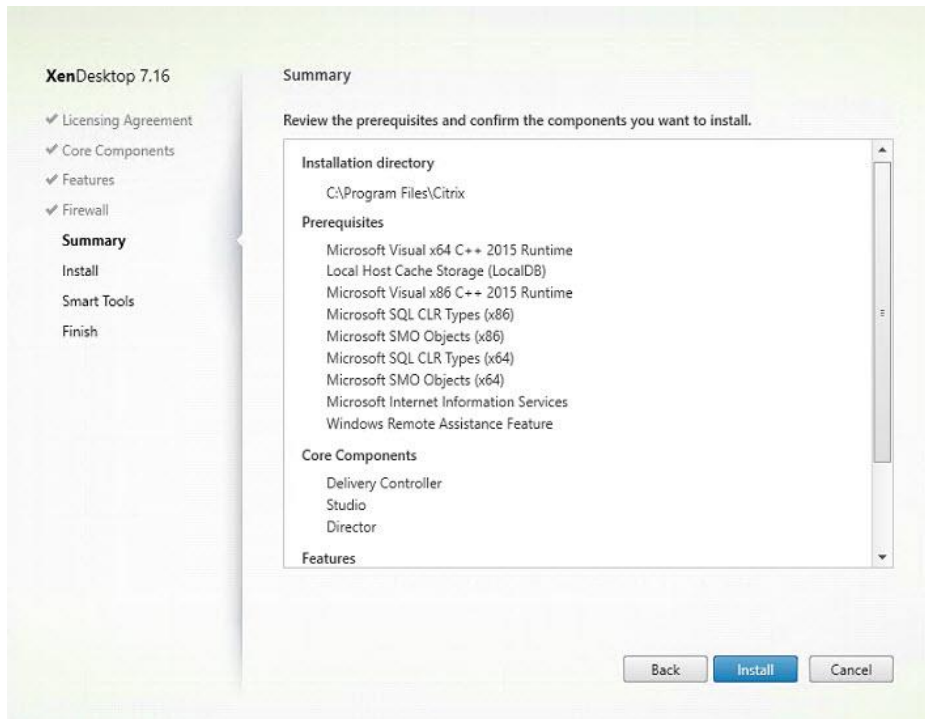 XenDesktop 7.16
✔ Licensing Agreement
✔ Core Components
✔ Features
✔ Firewall
Summary
Install
Smart Tools
Finish
Summary
Review the prerequisites and confirm the components you want to install.
Installation directory
C:\Program Files\Citrix
Prerequisites
Microsoft Visual x64 C++ 2015 Runtime
Local Host Cache Storage (LocalDB)
Microsoft Visual x86 C++ 2015 Runtime
Microsoft SQL CLR Types (x86)
Microsoft SMO Objects (x86)
Microsoft SQL CLR Types (x64)
Microsoft SMO Objects (x64)
Microsoft Internet Information Services
Windows Remote Assistance Feature
Core Components
Delivery Controller
Studio
Director
Features
Back Install Cancel